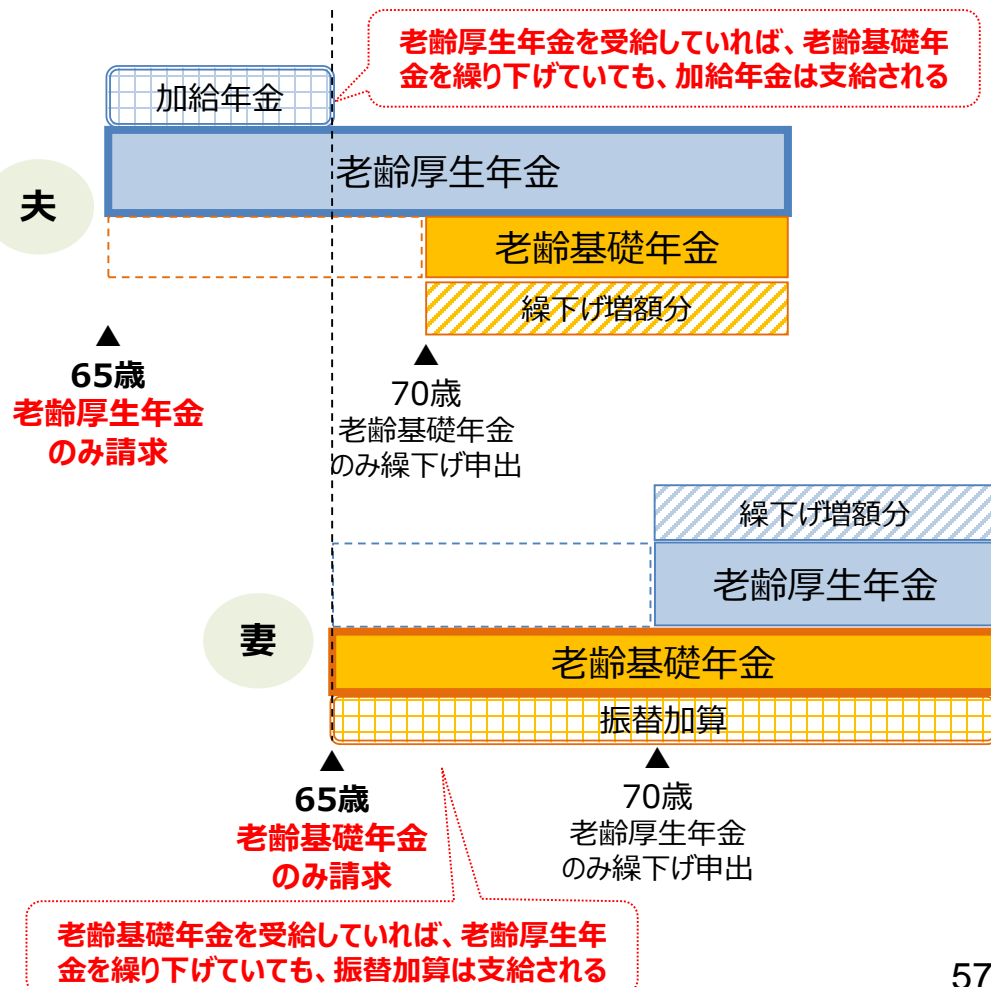 老齢厚生年金を受給していれば、老齢基礎年
金を繰り下げていても、加給年金は支給される
加給年金
老齢厚生年金
夫
老齢基礎年金
繰下げ増額分
▲
65歳
老齢厚生年金
のみ請求
▲
70歳
老齢基礎年金
のみ繰下げ申出
繰下げ増額分
老齢厚生年金
妻
老齢基礎年金
振替加算
▲
65歳
老齢基礎年金
のみ請求
▲
70歳
老齢厚生年金
のみ繰下げ申出
老齢基礎年金を受給していれば、老齢厚生年
金を繰り下げていても、振替加算は支給される
57